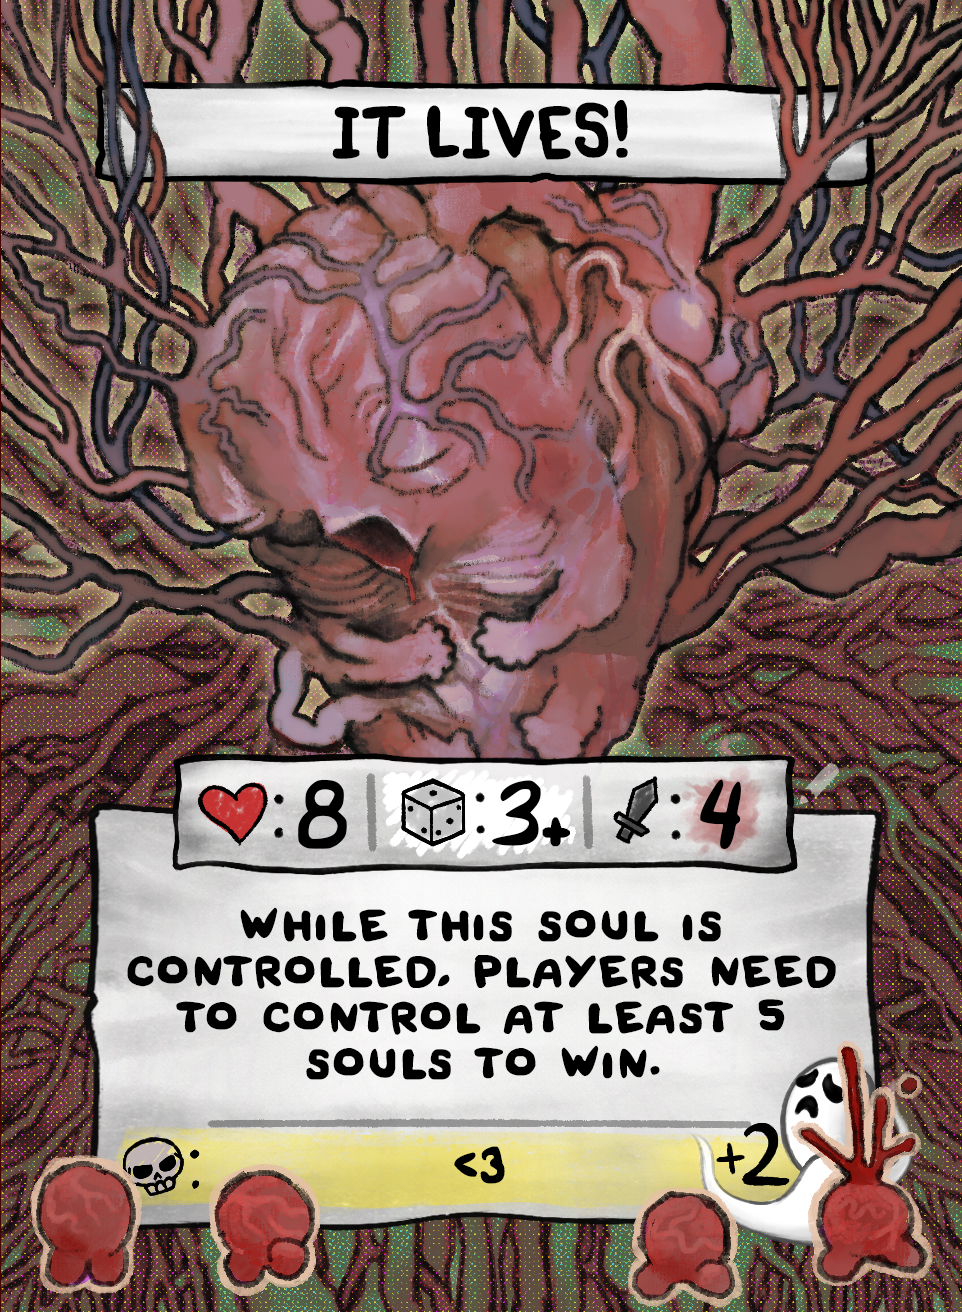 IT LIVES!
: 8 : 3+ : 4
WHILE THIS SOUL IS
CONTROLLED, PLAYERS NEED
TO CONTROL AT LEAST 5
SOULS TO WIN.
: <3 +2